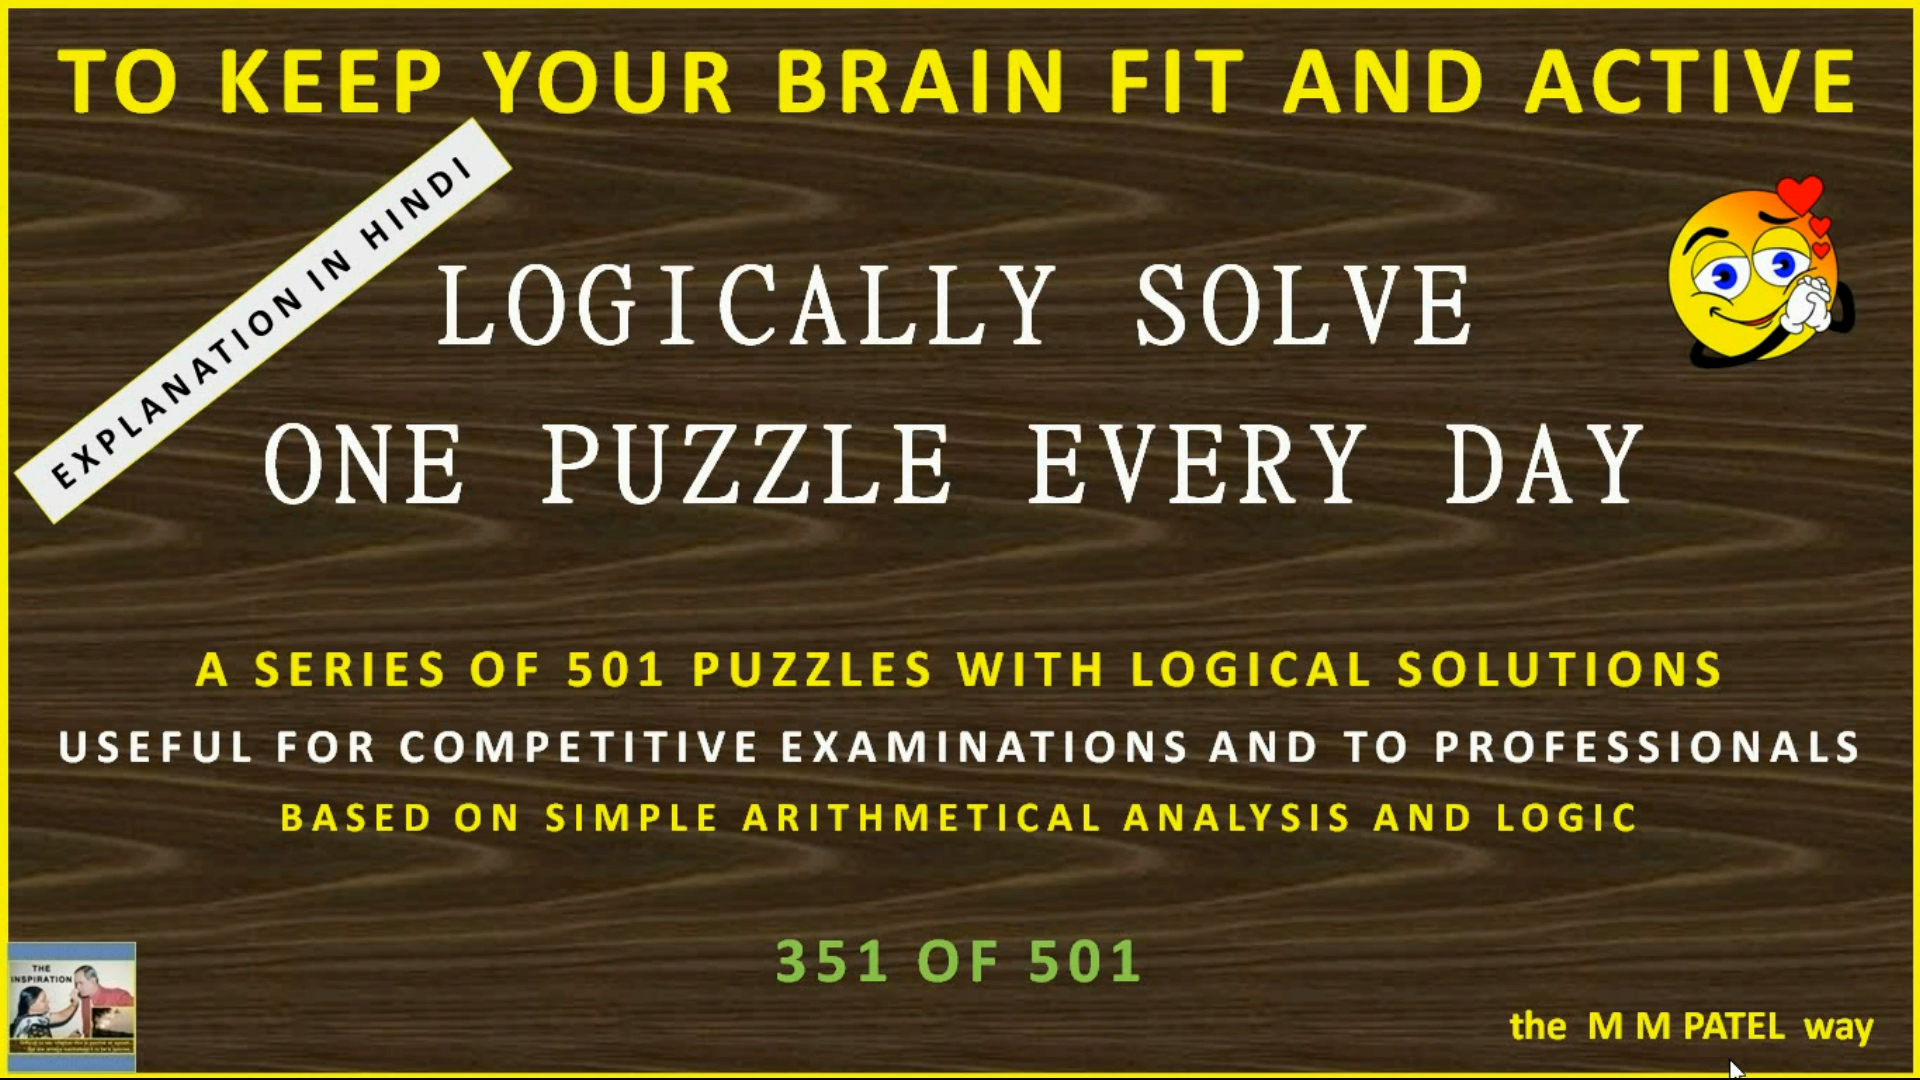 TO KEEP YOUR BRAIN FIT AND ACTIVE
EXPLANATION IN HINDI
LOGICALLY SOLVE
ONE PUZZLE EVERY DAY
A SERIES OF 501 PUZZLES WITH LOGICAL SOLUTIONS
USEFUL FOR COMPETITIVE EXAMINATIONS AND TO PROFESSIONALS
BASED ON SIMPLE ARITHMETICAL ANALYSIS AND LOGIC
351 OF 501
THE
INSPIRATION
the M M PATEL way